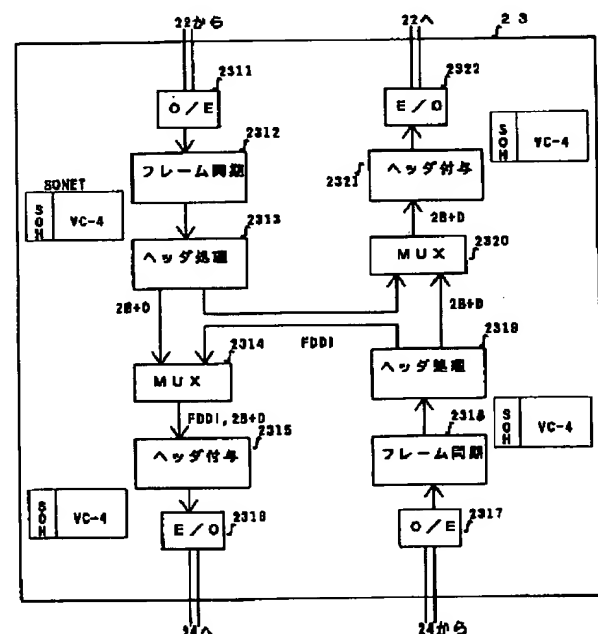 22から
22へ
23
2311
O/E
2322
E/O
2312
フレーム同期
SOH VC-4
2321
ヘッダ付与
SONET
SOH VC-4
2313
ヘッダ処理
2B+D
2320
MUX
2B+D
2B+D
FDDI
2319
ヘッダ処理
2314
MUX
FDDI, 2B+D
2315
ヘッダ付与
2318
フレーム同期
SOH VC-4
SOH VC-4
E/O
2316
O/E
2317
24へ
24から